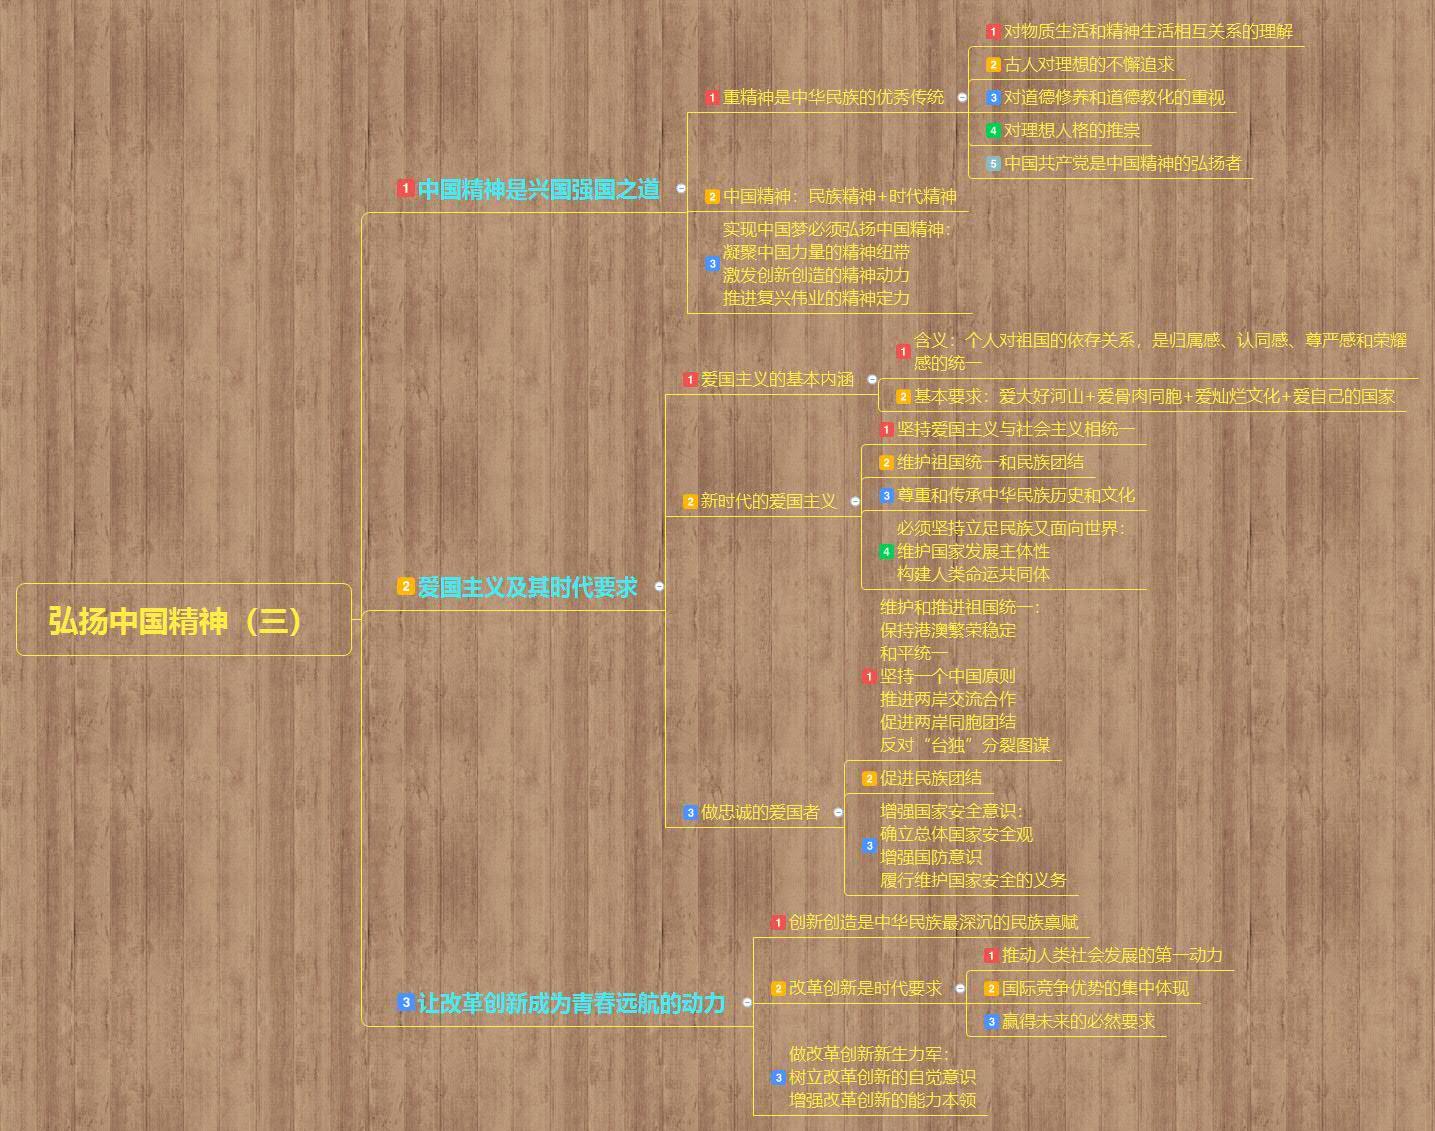 弘扬中国精神（三）
1 中国精神是兴国强国之道
1 重精神是中华民族的优秀传统
1 对物质生活和精神生活相互关系的理解
2 古人对理想的不懈追求
3 对道德修养和道德教化的重视
4 对理想人格的推崇
5 中国共产党是中国精神的弘扬者
2 中国精神：民族精神+时代精神
实现中国梦必须弘扬中国精神：
凝聚中国力量的精神纽带
3 激发创新创造的精神动力
推进复兴伟业的精神定力
2 爱国主义及其时代要求
1 爱国主义的基本内涵
1 含义：个人对祖国的依存关系，是归属感、认同感、尊严感和荣耀
感的统一
2 基本要求：爱大好河山+爱骨肉同胞+爱灿烂文化+爱自己的国家
2 新时代的爱国主义
1 坚持爱国主义与社会主义相统一
2 维护祖国统一和民族团结
3 尊重和传承中华民族历史和文化
必须坚持立足民族又面向世界：
4 维护国家发展主体性
构建人类命运共同体
3 做忠诚的爱国者
维护和推进祖国统一：
保持港澳繁荣稳定
和平统一
1 坚持一个中国原则
推进两岸交流合作
促进两岸同胞团结
反对“台独”分裂图谋
2 促进民族团结
增强国家安全意识：
确立总体国家安全观
3 增强国防意识
履行维护国家安全的义务
3 让改革创新成为青春远航的动力
1 创新创造是中华民族最深沉的民族禀赋
2 改革创新是时代要求
1 推动人类社会发展的第一动力
2 国际竞争优势的集中体现
3 赢得未来的必然要求
做改革创新新生力军：
3 树立改革创新的自觉意识
增强改革创新的能力本领